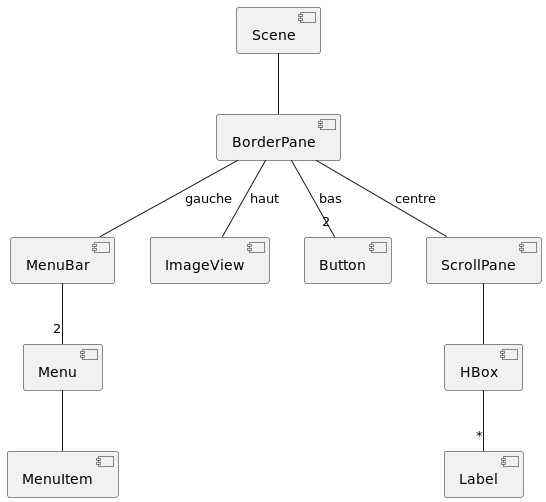 Scene
BorderPane
gauche
haut
bas
centre
2
MenuBar
ImageView
Button
ScrollPane
2
Menu
HBox
*
MenuItem
Label